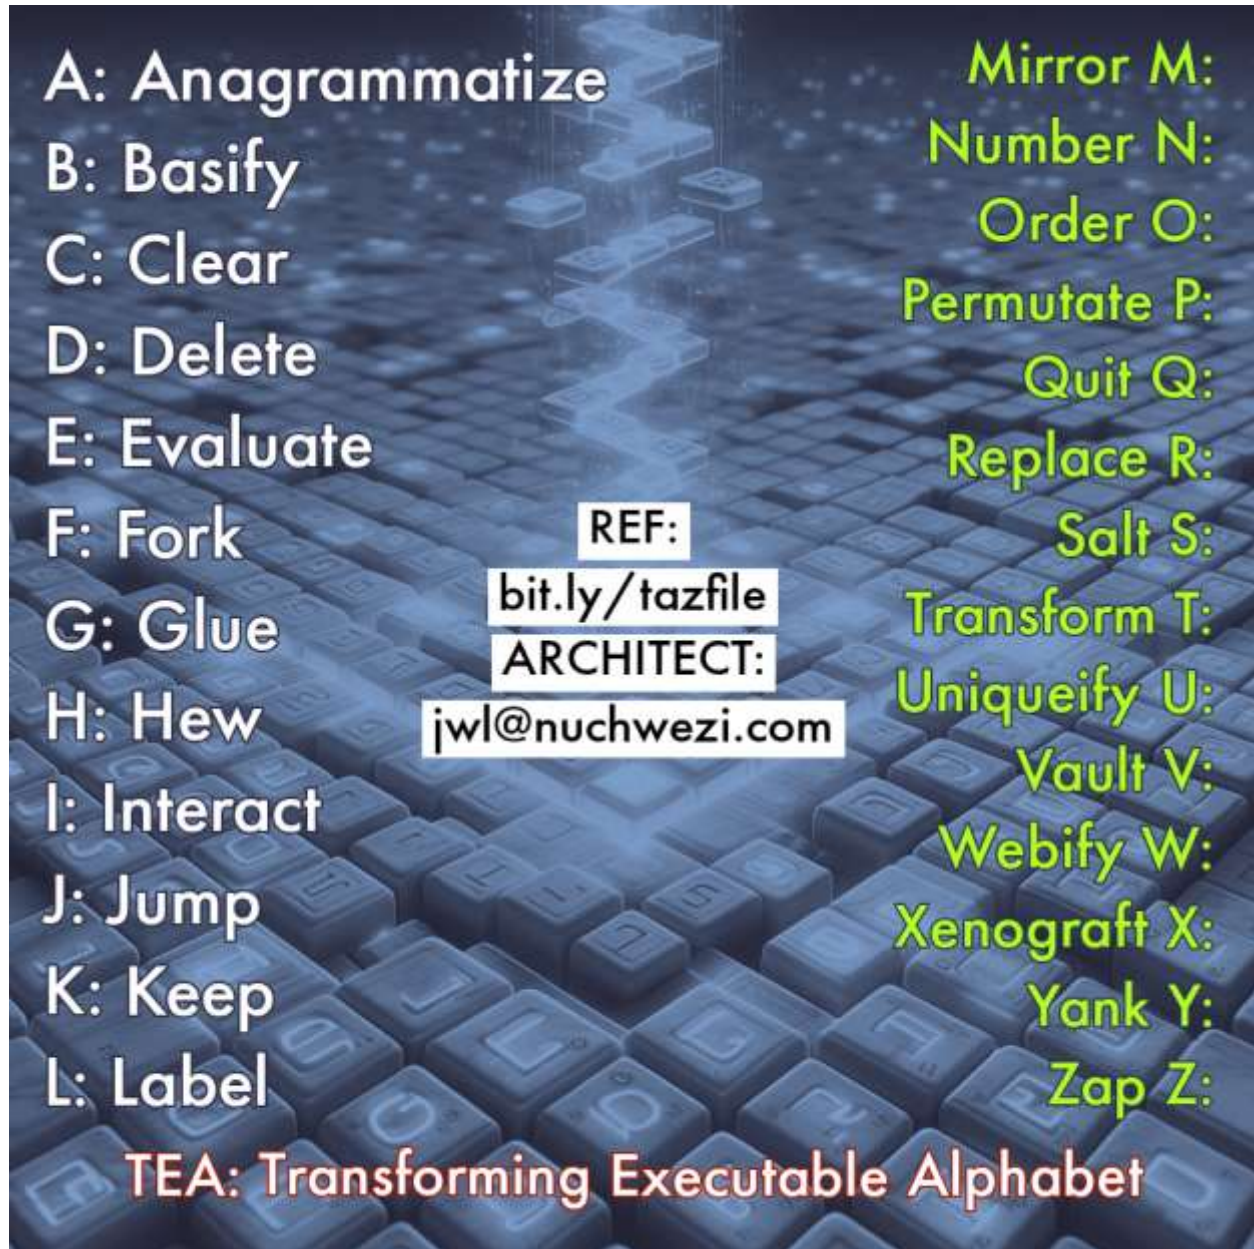 A: Anagrammatize
B: Basify
C: Clear
D: Delete
E: Evaluate
F: Fork
G: Glue
H: Hew
I: Interact
J: Jump
K: Keep
L: Label
Mirror M:
Number N:
Order O:
Permutate P:
Quit Q:
Replace R:
Salt S:
Transform T:
Uniqueify U:
Vault V:
Webify W:
Xenograft X:
Yank Y:
Zap Z:
REF:
bit.ly/tazfile
ARCHITECT:
jwl@nuchwezi.com
TEA: Transforming Executable Alphabet